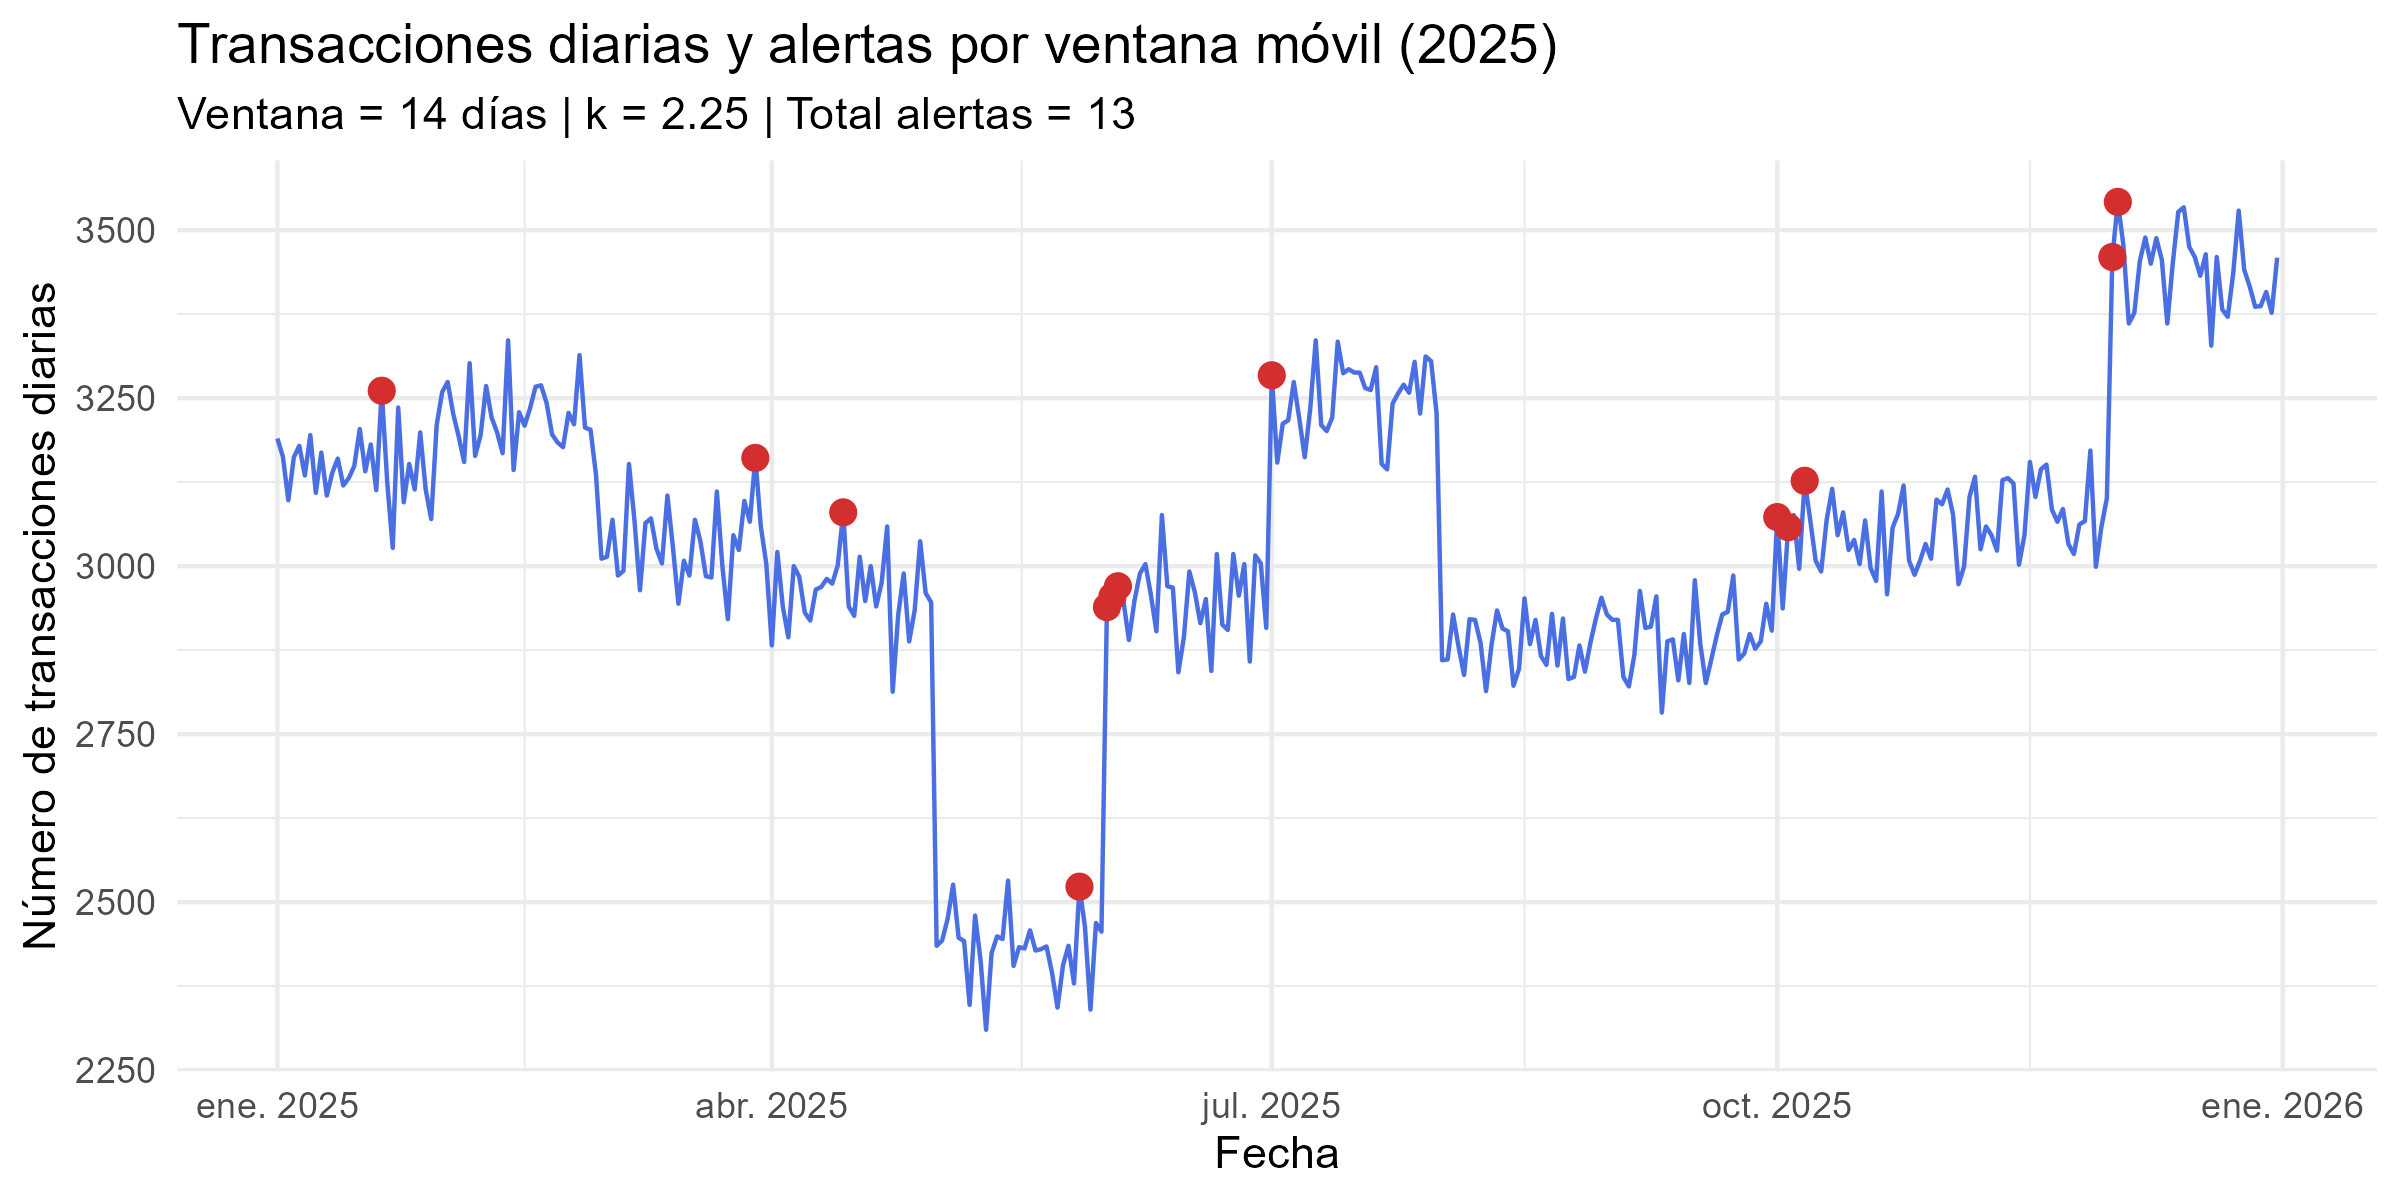 Transacciones diarias y alertas por ventana móvil (2025)
Ventana = 14 días | k = 2.25 | Total alertas = 13
Número de transacciones diarias
3500
3250
3000
2750
2500
2250
ene. 2025
abr. 2025
jul. 2025
oct. 2025
ene. 2026
Fecha